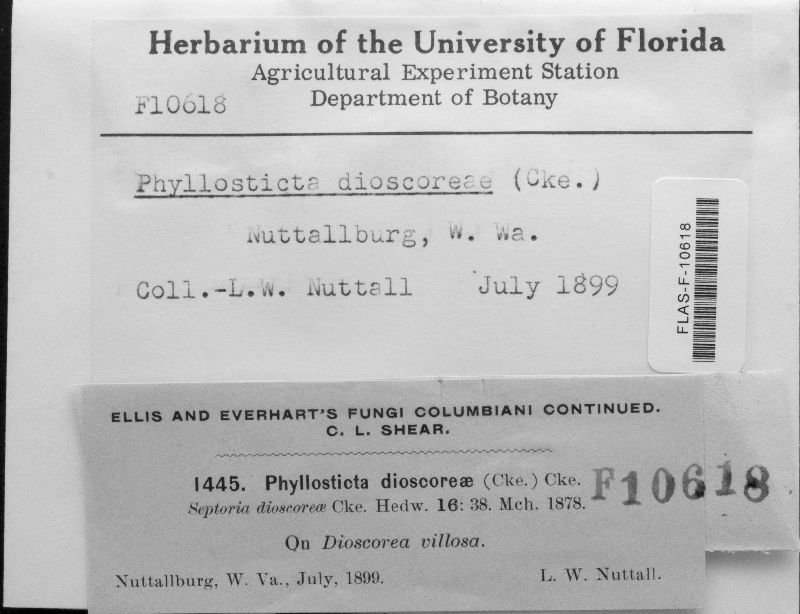 Herbarium of the University of Florida
Agricultural Experiment Station
F10618
Department of Botany
Phyllosticta dioscoreae (Cke.)
Nuttallburg, W. Wa.
Coll.-L.W. Nuttall July 1899
FLAS-F-10618
ELLIS AND EVERHART'S FUNGI COLUMBIANI CONTINUED.
C. L. SHEAR.
1445. Phyllosticta dioscoreæ (Cke.) Cke.
F10618
Septoria dioscoreæ Cke. Hedw. 16: 38. Mch. 1878.
On Dioscorea villosa.
Nuttallburg, W. Va., July, 1899. L. W. Nuttall.